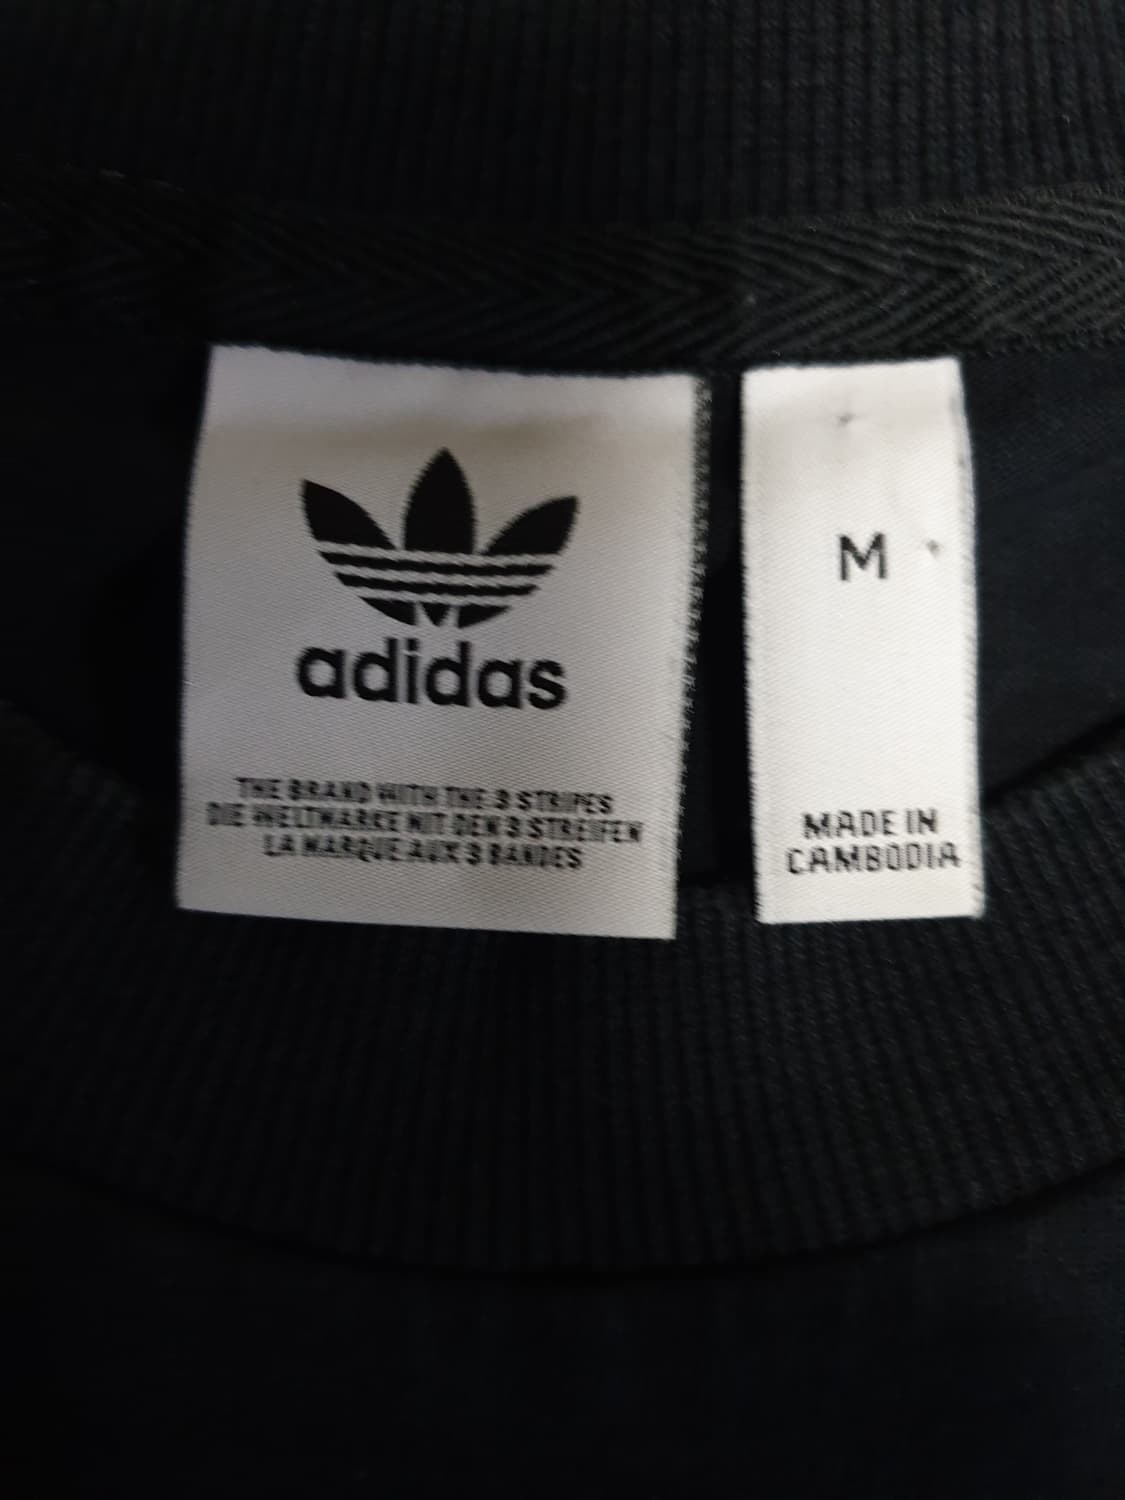 adidas
THE BRAND WITH THE 3 STRIPES
DIE WELTMARKE MIT DEN 3 STREIFEN
LA MARQUE AUX 3 BANDES
M
MADE IN
CAMBODIA